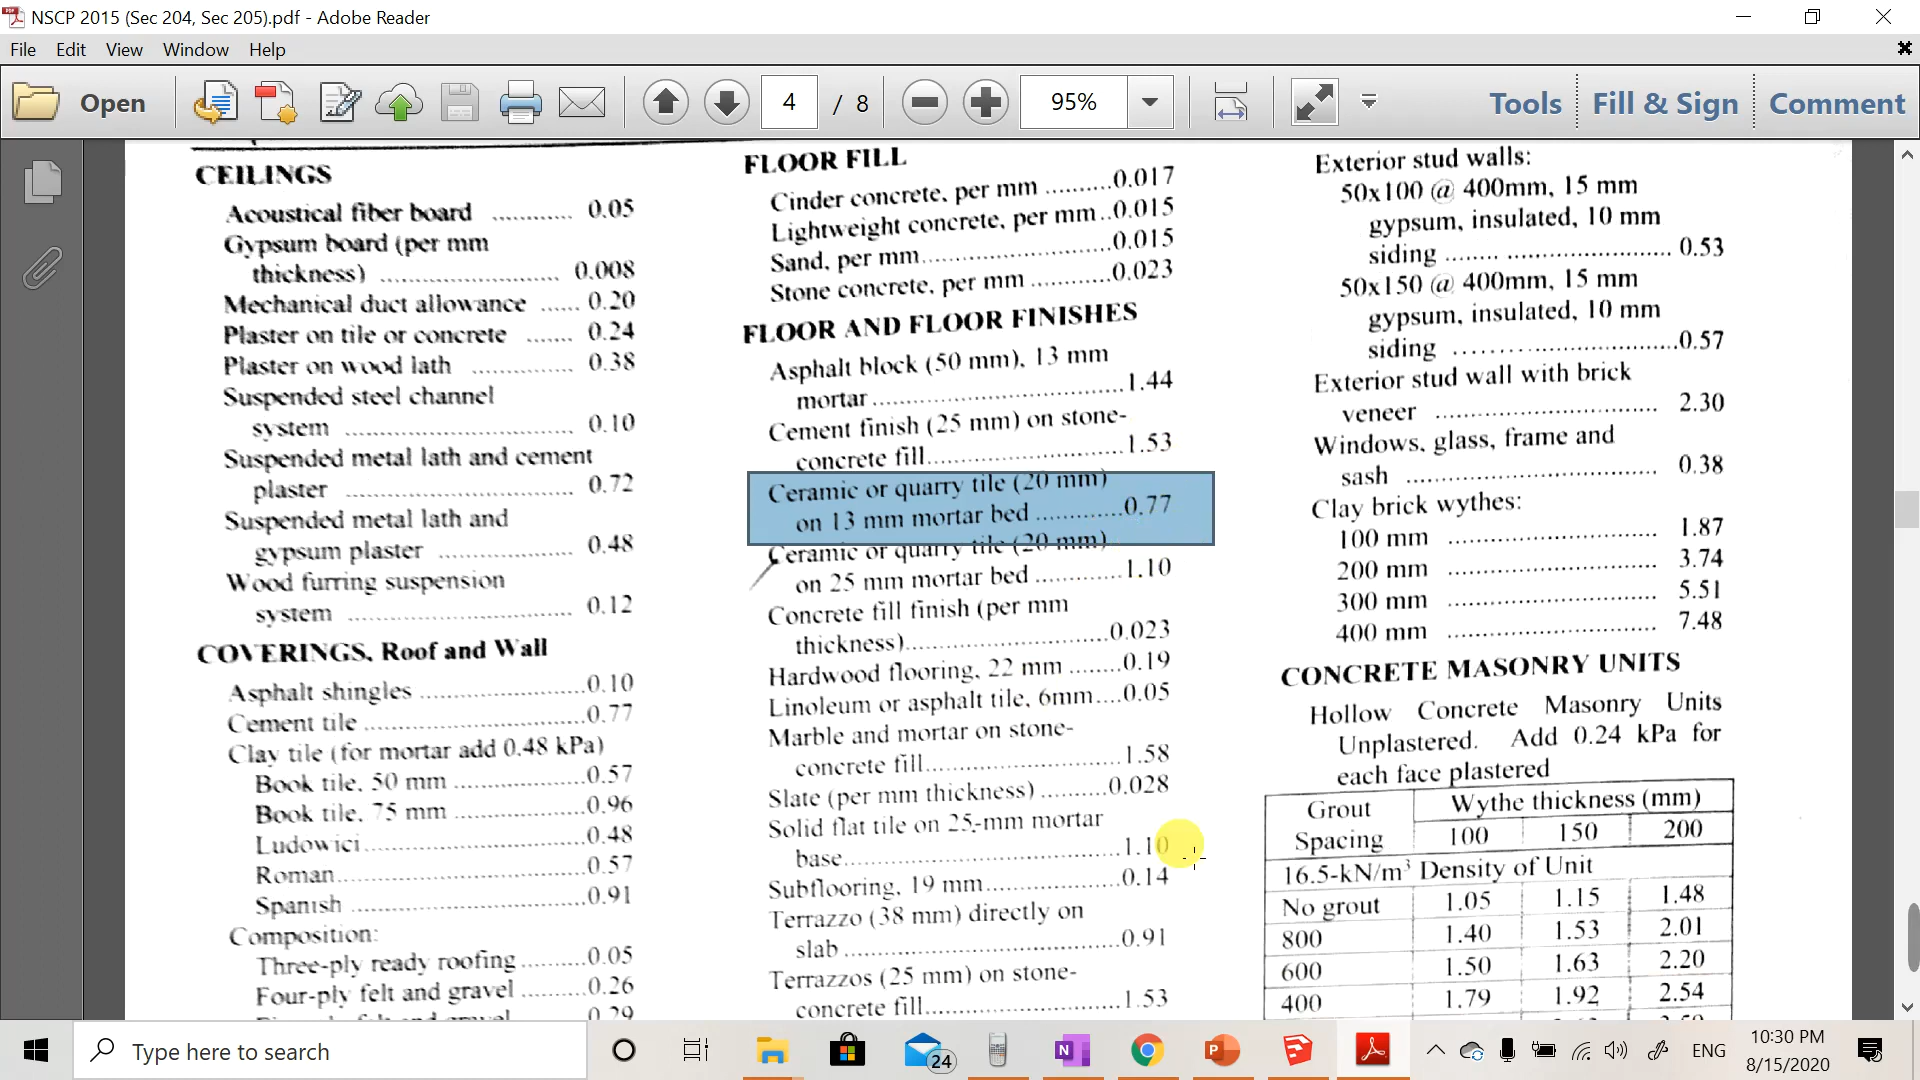 NSCP 2015 (Sec 204, Sec 205).pdf - Adobe Reader
File Edit View Window Help
Open 4 / 8 95% Tools Fill & Sign Comment
CEILINGS
Acoustical fiber board ............ 0.05
Gypsum board (per mm
thickness) ............................ 0.008
Mechanical duct allowance ...... 0.20
Plaster on tile or concrete ....... 0.24
Plaster on wood lath ................ 0.38
Suspended steel channel
system ................................... 0.10
Suspended metal lath and cement
plaster ................................... 0.72
Suspended metal lath and
gypsum plaster .................... 0.48
Wood furring suspension
system ................................... 0.12
COVERINGS, Roof and Wall
Asphalt shingles .........................0.10
Cement tile ..................................0.77
Clay tile (for mortar add 0.48 kPa)
Book tile, 50 mm ....................0.57
Book tile, 75 mm ....................0.96
Ludowici...................................0.48
Roman......................................0.57
Spanish ....................................0.91
Composition:
Three-ply ready roofing ..........0.05
Four-ply felt and gravel ..........0.26
0.29
FLOOR FILL
Cinder concrete, per mm ..........0.017
Lightweight concrete, per mm..0.015
Sand, per mm.............................0.015
Stone concrete, per mm ............0.023
FLOOR AND FLOOR FINISHES
Asphalt block (50 mm), 13 mm
mortar .......................................1.44
Cement finish (25 mm) on stone-
concrete fill..............................1.53
Ceramic or quarry tile (20 mm)
on 13 mm mortar bed .............0.77
Ceramic or quarry tile (20 mm)
on 25 mm mortar bed .............1.10
Concrete fill finish (per mm
thickness)................................0.023
Hardwood flooring, 22 mm ........0.19
Linoleum or asphalt tile, 6mm....0.05
Marble and mortar on stone-
concrete fill..............................1.58
Slate (per mm thickness) ..........0.028
Solid flat tile on 25-mm mortar
base...........................................1.10
Subflooring, 19 mm....................0.14
Terrazzo (38 mm) directly on
slab ...........................................0.91
Terrazzos (25 mm) on stone-
concrete fill..............................1.53
Exterior stud walls:
50x100 @ 400mm, 15 mm
gypsum, insulated, 10 mm
siding ................................. 0.53
50x150 @ 400mm, 15 mm
gypsum, insulated, 10 mm
siding .................................0.57
Exterior stud wall with brick
veneer .................................. 2.30
Windows, glass, frame and
sash ....................................... 0.38
Clay brick wythes:
100 mm ................................ 1.87
200 mm ................................ 3.74
300 mm ................................ 5.51
400 mm ................................ 7.48
CONCRETE MASONRY UNITS
Hollow Concrete Masonry Units
Unplastered. Add 0.24 kPa for
each face plastered
Grout Wythe thickness (mm)
Spacing 100 150 200
16.5-kN/m³ Density of Unit
No grout 1.05 1.15 1.48
800 1.40 1.53 2.01
600 1.50 1.63 2.20
400 1.79 1.92 2.54
Type here to search
24
ENG
10:30 PM
8/15/2020